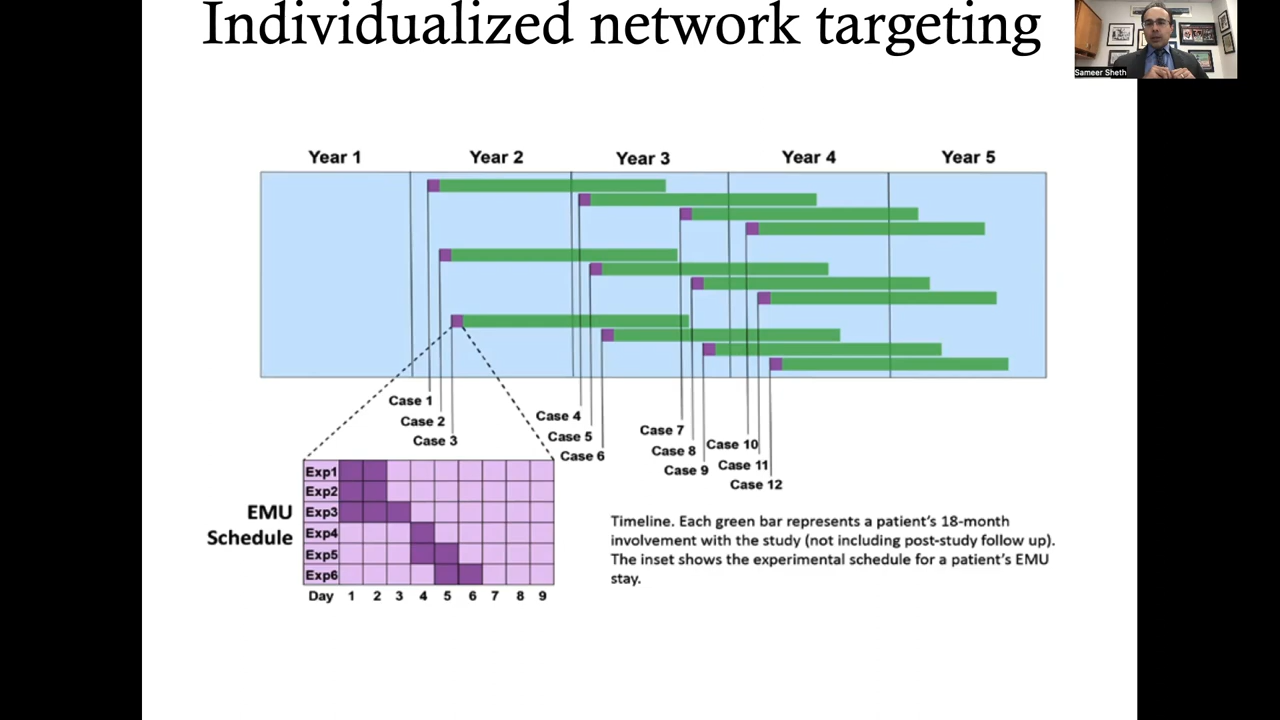 Individualized network targeting
Sameer Sheth
Year 1
Year 2
Year 3
Year 4
Year 5
Case 1
Case 2
Case 3
Case 4
Case 5
Case 6
Case 7
Case 8
Case 9
Case 10
Case 11
Case 12
EMU
Schedule
Exp1
Exp2
Exp3
Exp4
Exp5
Exp6
Day 1 2 3 4 5 6 7 8 9
Timeline. Each green bar represents a patient's 18-month
involvement with the study (not including post-study follow up).
The inset shows the experimental schedule for a patient's EMU
stay.